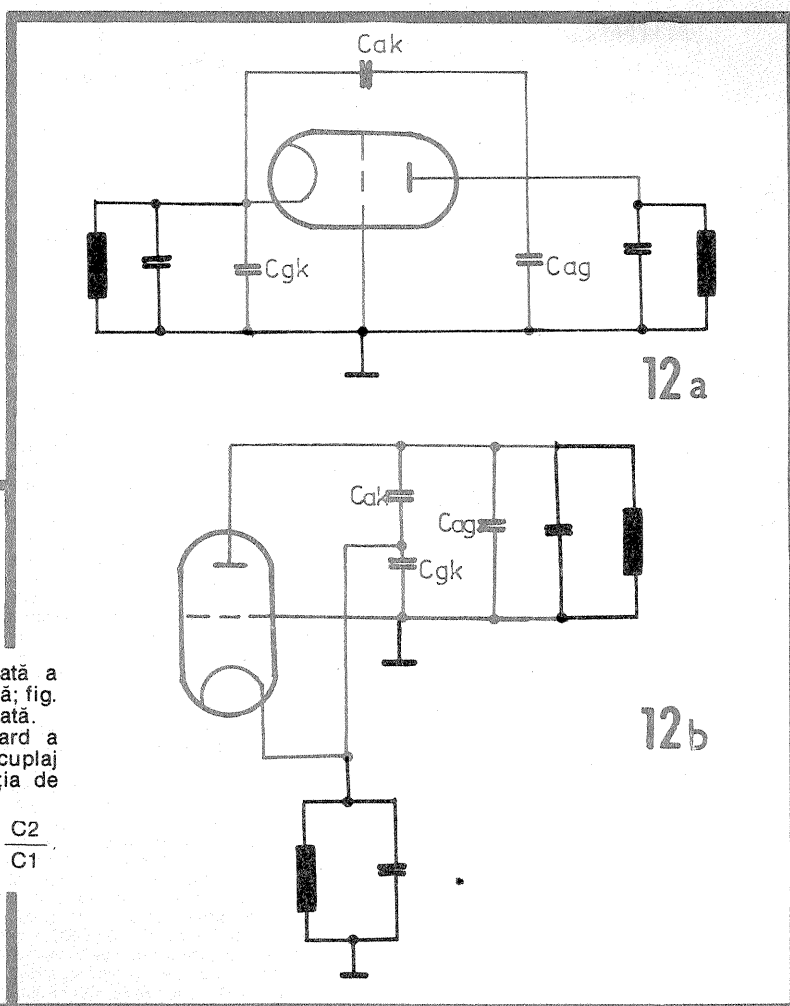 Cak
Cgk
Cag
12a
Cak
Cag
Cgk
12b
ată a
ă; fig.
ată.
ard a
cuplaj
ția de
C2
C1